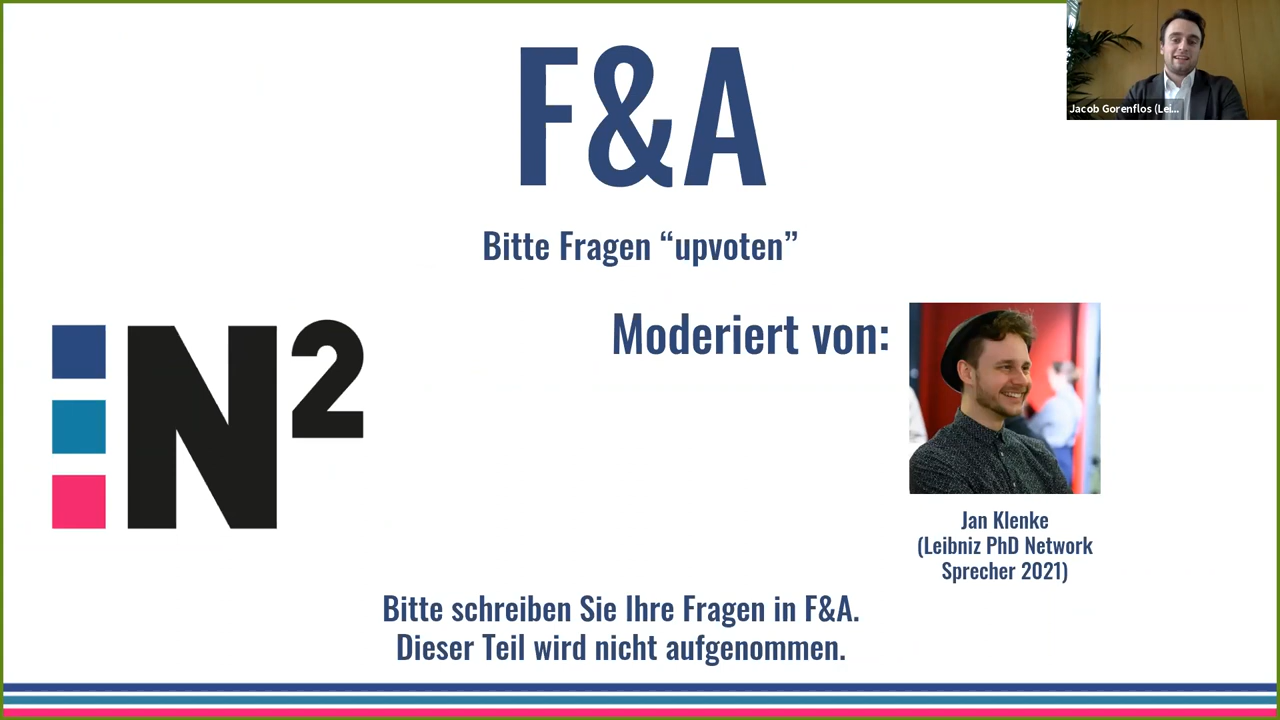 F&A
Jacob Gorenflos (Lei...
Bitte Fragen “upvoten”
Moderiert von:
N²
Jan Klenke
(Leibniz PhD Network
Sprecher 2021)
Bitte schreiben Sie Ihre Fragen in F&A.
Dieser Teil wird nicht aufgenommen.